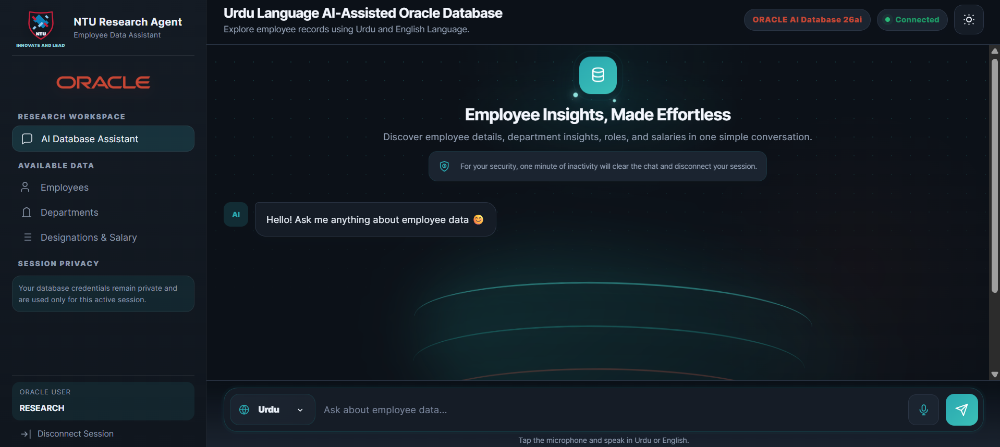 NTU
INNOVATE AND LEAD
NTU Research Agent
Employee Data Assistant
ORACLE
RESEARCH WORKSPACE
AI Database Assistant
AVAILABLE DATA
Employees
Departments
Designations & Salary
SESSION PRIVACY
Your database credentials remain private and
are used only for this active session.
ORACLE USER
RESEARCH
Disconnect Session
Urdu Language AI-Assisted Oracle Database
Explore employee records using Urdu and English Language.
ORACLE AI Database 26ai
Connected
Employee Insights, Made Effortless
Discover employee details, department insights, roles, and salaries in one simple conversation.
For your security, one minute of inactivity will clear the chat and disconnect your session.
AI
Hello! Ask me anything about employee data 😊
Urdu
Ask about employee data...
Tap the microphone and speak in Urdu or English.